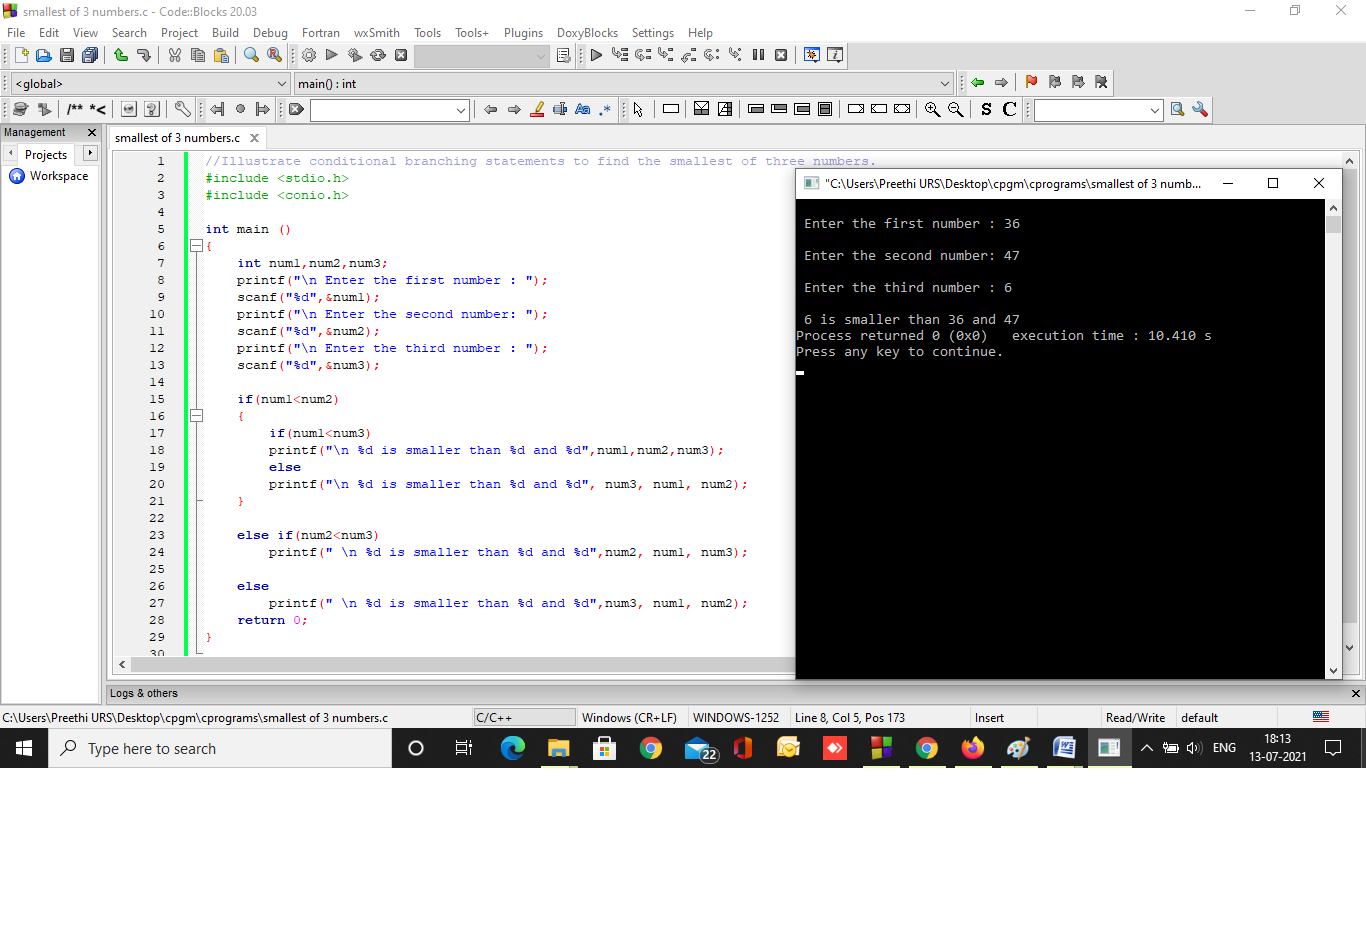 smallest of 3 numbers.c - Code::Blocks 20.03
File Edit View Search Project Build Debug Fortran wxSmith Tools Tools+ Plugins DoxyBlocks Settings Help
<global>
main() : int
/** *<
Aa .*
S C
Management
Projects
Workspace
smallest of 3 numbers.c
1 //Illustrate conditional branching statements to find the smallest of three numbers.
2 #include <stdio.h>
3 #include <conio.h>
4
5 int main ()
6 {
7 int num1,num2,num3;
8 printf("\n Enter the first number : ");
9 scanf("%d",&num1);
10 printf("\n Enter the second number: ");
11 scanf("%d",&num2);
12 printf("\n Enter the third number : ");
13 scanf("%d",&num3);
14
15 if(num1<num2)
16 {
17 if(num1<num3)
18 printf("\n %d is smaller than %d and %d",num1,num2,num3);
19 else
20 printf("\n %d is smaller than %d and %d", num3, num1, num2);
21 }
22
23 else if(num2<num3)
24 printf(" \n %d is smaller than %d and %d",num2, num1, num3);
25
26 else
27 printf(" \n %d is smaller than %d and %d",num3, num1, num2);
28 return 0;
29 }
30
"C:\Users\Preethi URS\Desktop\cpgm\cprograms\smallest of 3 numb...
Enter the first number : 36
Enter the second number: 47
Enter the third number : 6
6 is smaller than 36 and 47
Process returned 0 (0x0)   execution time : 10.410 s
Press any key to continue.
Logs & others
C:\Users\Preethi URS\Desktop\cpgm\cprograms\smallest of 3 numbers.c C/C++ Windows (CR+LF) WINDOWS-1252 Line 8, Col 5, Pos 173 Insert Read/Write default
Type here to search
22
ENG
18:13
13-07-2021